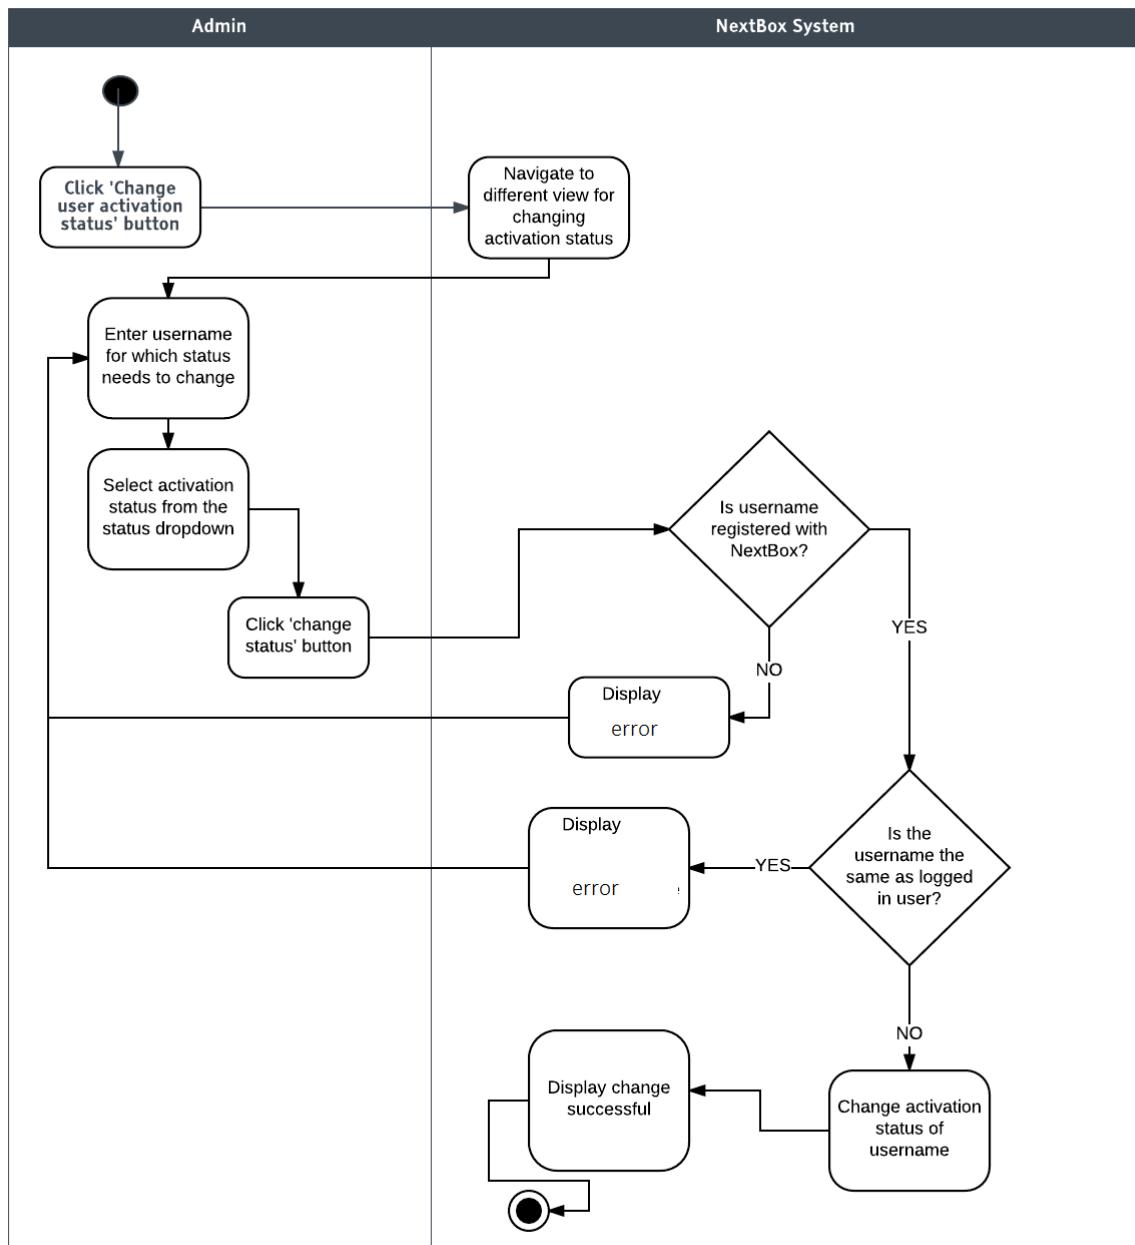 Admin
NextBox System
Click 'Change
user activation
status' button
Navigate to
different view for
changing
activation status
Enter username
for which status
needs to change
Select activation
status from the
status dropdown
Click 'change
status' button
Is username
registered with
NextBox?
YES
NO
Display
error
Is the
username the
same as logged
in user?
YES
Display
error
NO
Change activation
status of
username
Display change
successful